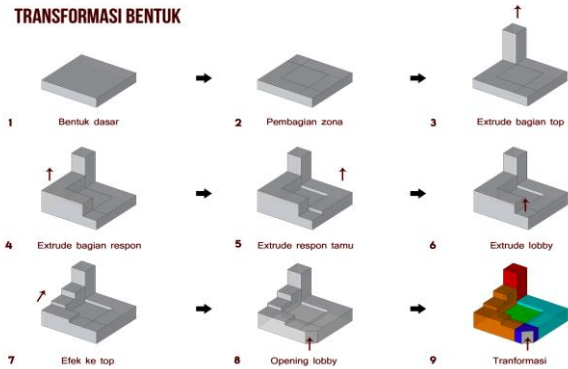 TRANSFORMASI BENTUK
1 Bentuk dasar
2 Pembagian zona
3 Extrude bagian top
4 Extrude bagian respon
5 Extrude respon tamu
6 Extrude lobby
7 Efek ke top
8 Opening lobby
9 Tranformasi